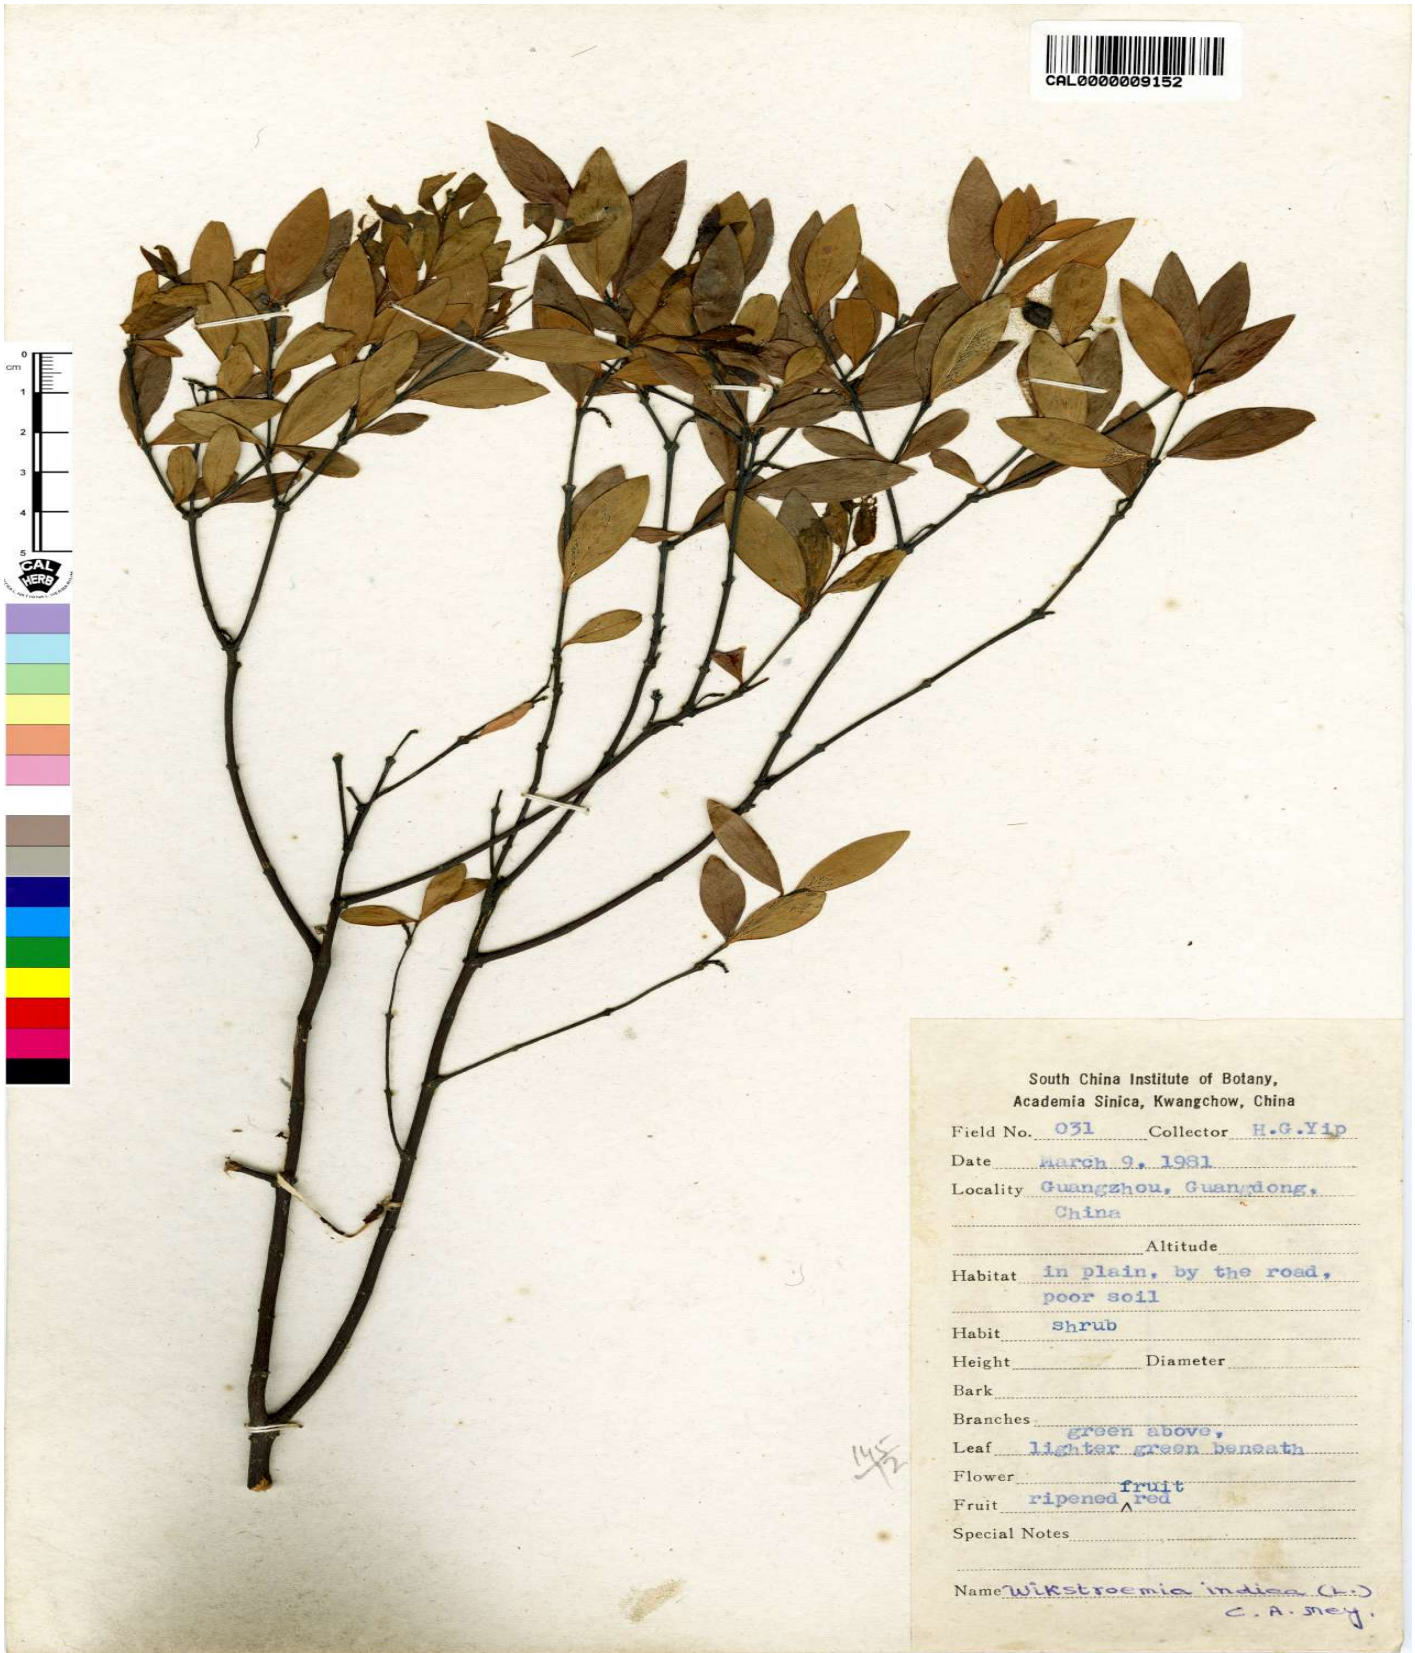 CAL0000009152
0
cm
1
2
3
4
5
CAL
HERB
South China Institute of Botany,
Academia Sinica, Kwangchow, China
Field No. 031 Collector H.G.Yip
Date March 9, 1981
Locality Guangzhou, Guangdong,
China
Altitude
Habitat in plain, by the road,
poor soil
Habit shrub
Height Diameter
Bark
Branches
green above,
Leaf lighter green beneath
Flower
fruit
Fruit ripened ^ red
Special Notes
Name Wikstroemia indica (L.)
C. A. Mey.
145/2